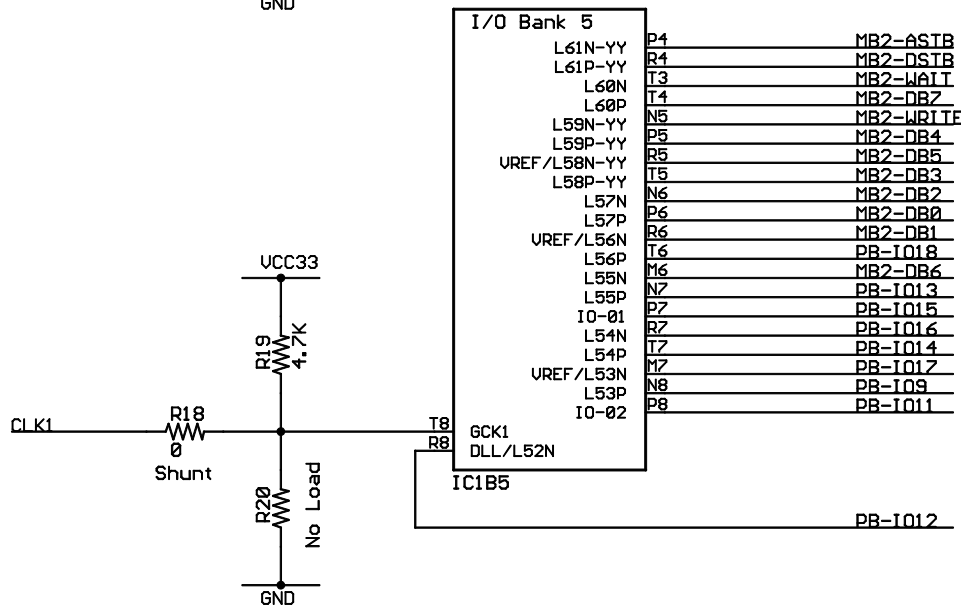 GND
I/O Bank 5
L61N-YY P4 MB2-ASTB
L61P-YY R4 MB2-DSTB
L60N T3 MB2-WAIT
L60P T4 MB2-DB7
L59N-YY N5 MB2-WRITE
L59P-YY P5 MB2-DB4
VREF/L58N-YY R5 MB2-DB5
L58P-YY T5 MB2-DB3
L57N N6 MB2-DB2
L57P P6 MB2-DB0
VREF/L56N R6 MB2-DB1
L56P T6 PB-IO18
L55N M6 MB2-DB6
L55P N7 PB-IO13
IO-01 P7 PB-IO15
L54N R7 PB-IO16
L54P T7 PB-IO14
VREF/L53N M7 PB-IO17
L53P N8 PB-IO9
IO-02 P8 PB-IO11
VCC33
R19
4.7K
CLK1
R18
0
Shunt
T8 GCK1
R8 DLL/L52N
IC1B5
R20
No Load
PB-IO12
GND